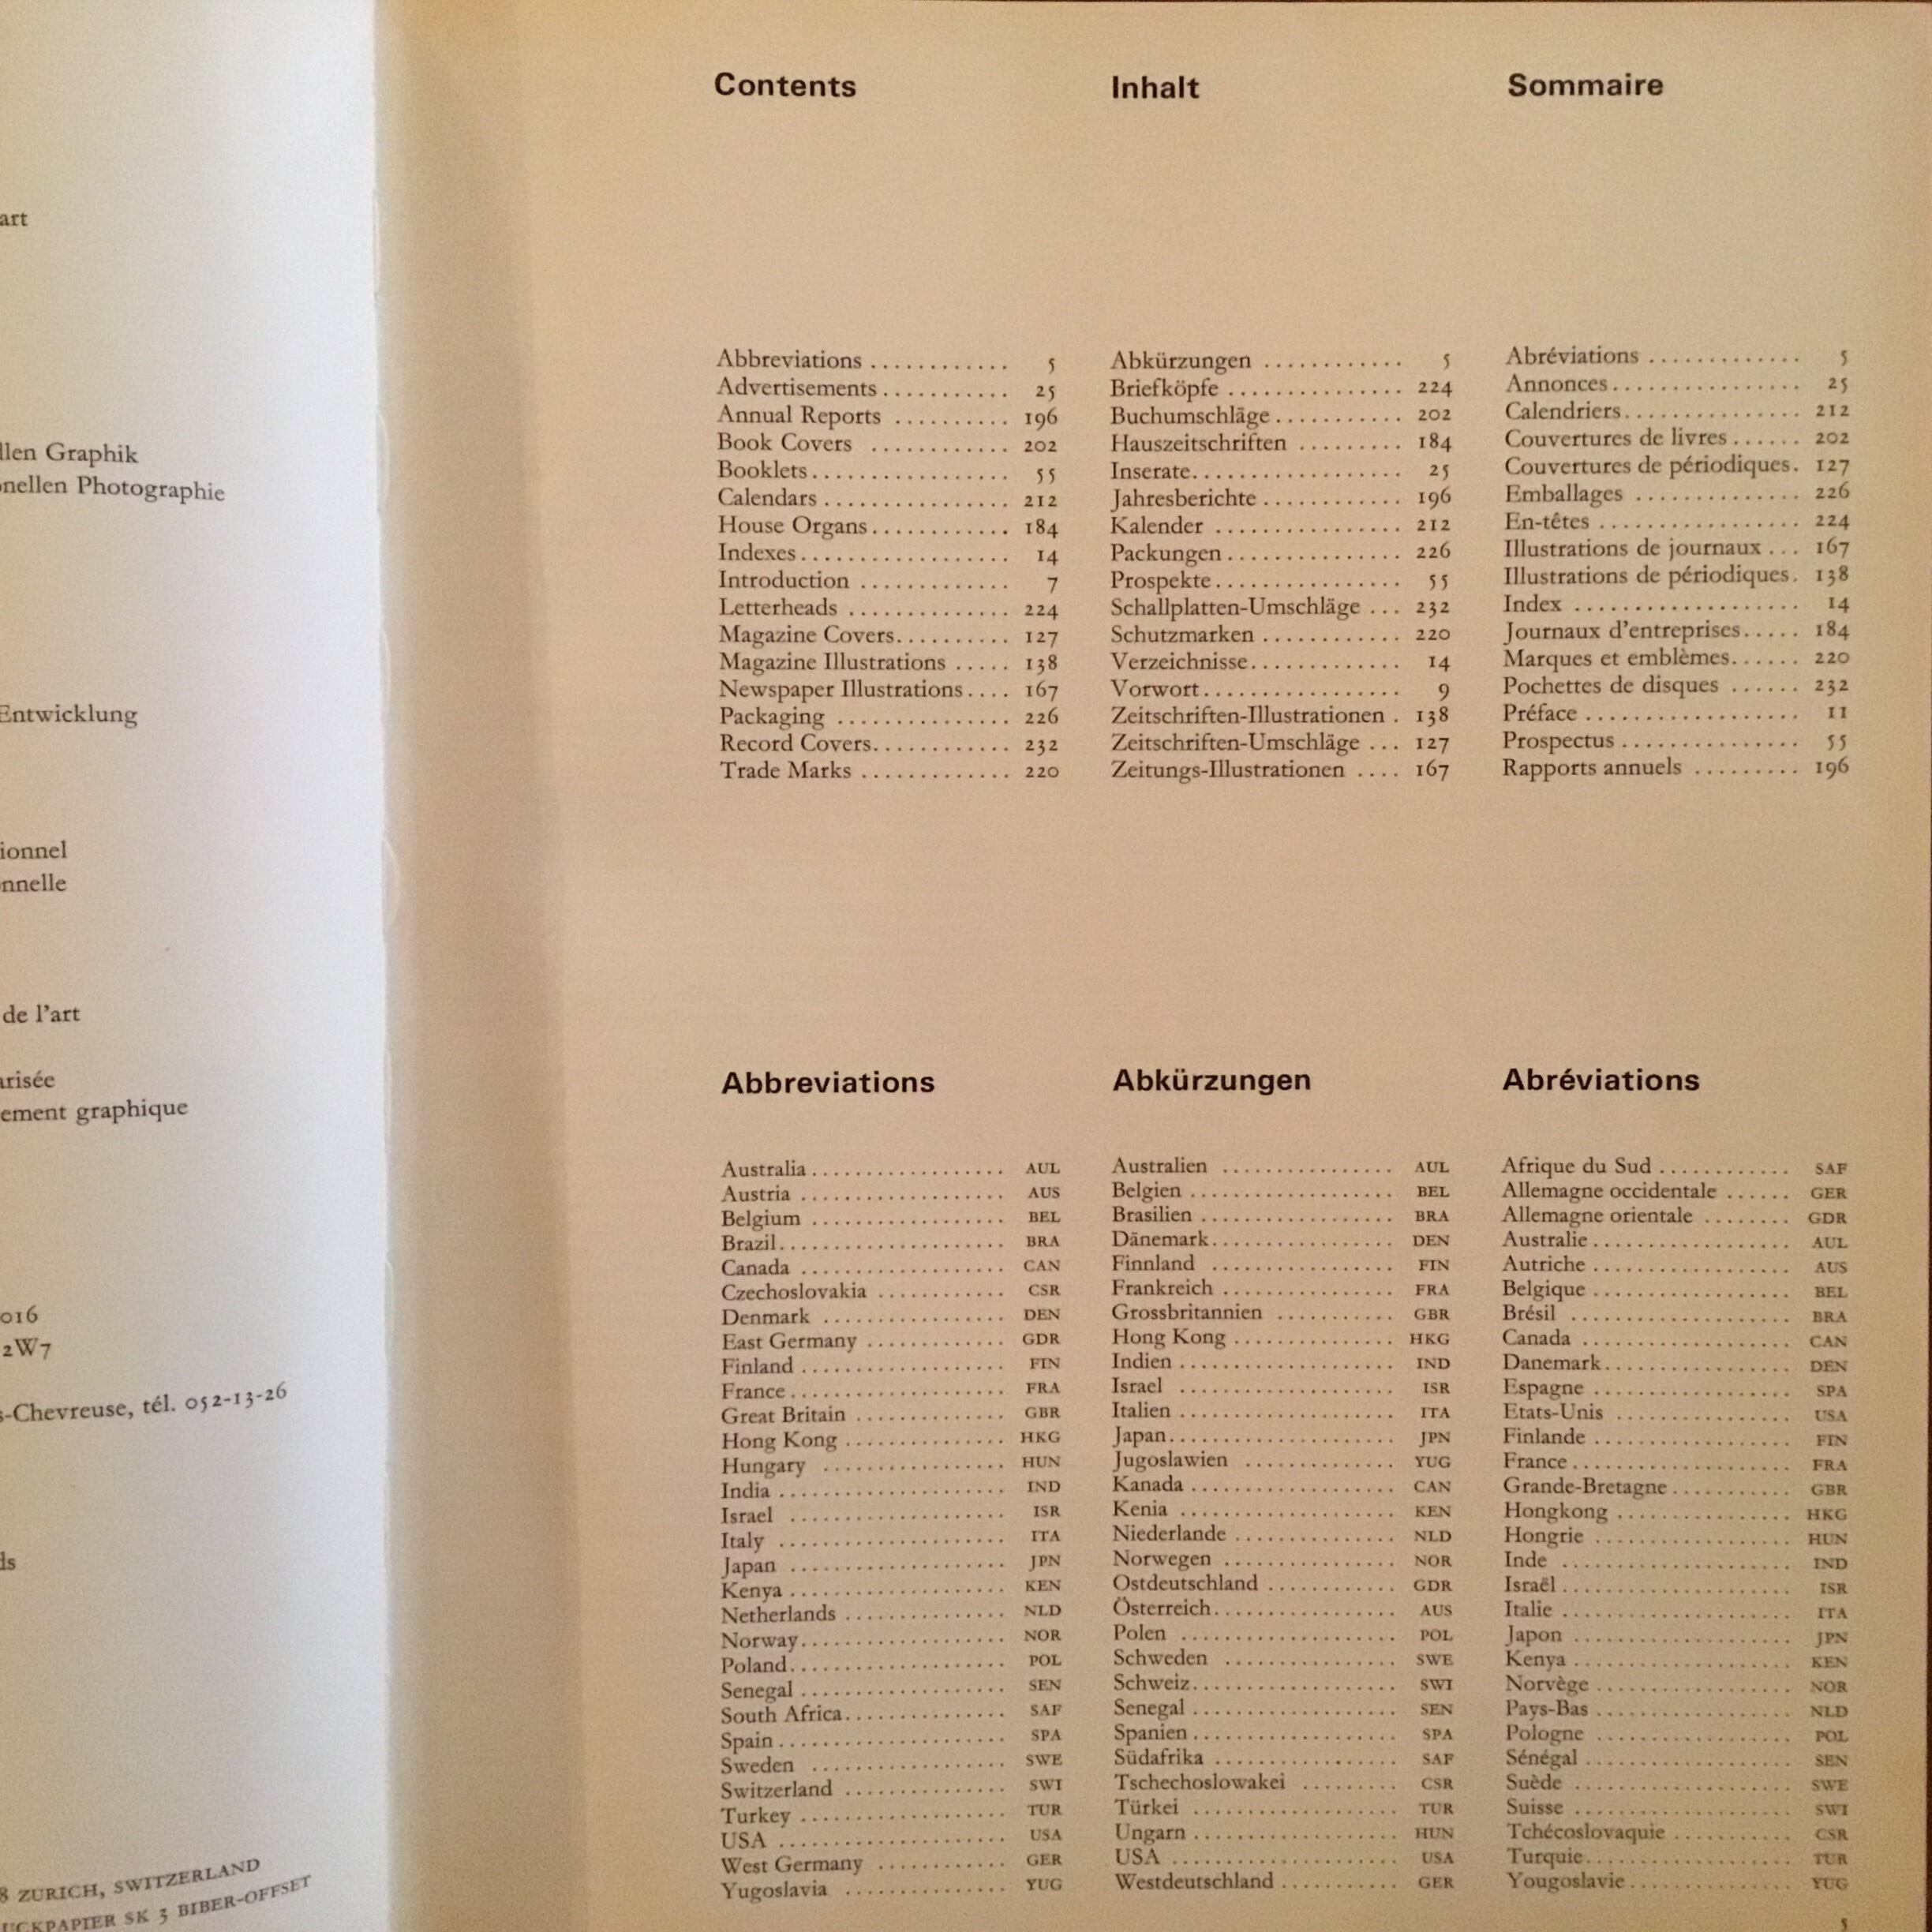 art
llen Graphik
nellen Photographie
Entwicklung
ionnel
nnelle
de l'art
arisée
ement graphique
016
2W7
s-Chevreuse, tél. 052-13-26
ds
8 ZURICH, SWITZERLAND
UCKPAPIER SK 3 BIBER-OFFSET
Contents
Abbreviations ............ 5
Advertisements ........... 25
Annual Reports .......... 196
Book Covers ............ 202
Booklets ................. 55
Calendars ................ 212
House Organs ............ 184
Indexes .................. 14
Introduction ............. 7
Letterheads .............. 224
Magazine Covers .......... 127
Magazine Illustrations ..... 138
Newspaper Illustrations .... 167
Packaging ............... 226
Record Covers ............ 232
Trade Marks ............. 220
Inhalt
Abkürzungen ............ 5
Briefköpfe ............... 224
Buchumschläge ........... 202
Hauszeitschriften ......... 184
Inserate .................. 25
Jahresberichte ............ 196
Kalender ................ 212
Packungen ............... 226
Prospekte ................ 55
Schallplatten-Umschläge ... 232
Schutzmarken ............ 220
Verzeichnisse ............. 14
Vorwort ................. 9
Zeitschriften-Illustrationen . 138
Zeitschriften-Umschläge ... 127
Zeitungs-Illustrationen .... 167
Sommaire
Abréviations ............. 5
Annonces ................ 25
Calendriers ............... 212
Couvertures de livres ...... 202
Couvertures de périodiques . 127
Emballages .............. 226
En-têtes ................. 224
Illustrations de journaux ... 167
Illustrations de périodiques . 138
Index ................... 14
Journaux d'entreprises ..... 184
Marques et emblèmes ...... 220
Pochettes de disques ...... 232
Préface .................. 11
Prospectus ............... 55
Rapports annuels ......... 196
Abbreviations
Australia .................. AUL
Austria ................... AUS
Belgium .................. BEL
Brazil ..................... BRA
Canada ................... CAN
Czechoslovakia ............ CSR
Denmark ................. DEN
East Germany ............. GDR
Finland ................... FIN
France .................... FRA
Great Britain .............. GBR
Hong Kong ............... HKG
Hungary ................. HUN
India ..................... IND
Israel .................... ISR
Italy ..................... ITA
Japan .................... JPN
Kenya .................... KEN
Netherlands ............... NLD
Norway ................... NOR
Poland .................... POL
Senegal ................... SEN
South Africa ............... SAF
Spain ..................... SPA
Sweden .................. SWE
Switzerland ............... SWI
Turkey ................... TUR
USA ..................... USA
West Germany ............ GER
Yugoslavia ............... YUG
Abkürzungen
Australien ................ AUL
Belgien ................... BEL
Brasilien .................. BRA
Dänemark ................. DEN
Finnland ................. FIN
Frankreich ................ FRA
Grossbritannien ........... GBR
Hong Kong ............... HKG
Indien .................... IND
Israel .................... ISR
Italien .................... ITA
Japan ..................... JPN
Jugoslawien .............. YUG
Kanada ................... CAN
Kenia .................... KEN
Niederlande ............... NLD
Norwegen ................ NOR
Ostdeutschland ............ GDR
Österreich ................. AUS
Polen .................... POL
Schweden ................ SWE
Schweiz ................... SWI
Senegal ................... SEN
Spanien ................... SPA
Südafrika ................. SAF
Tschechoslowakei ......... CSR
Türkei ................... TUR
Ungarn ................... HUN
USA ..................... USA
Westdeutschland ........... GER
Abréviations
Afrique du Sud ............ SAF
Allemagne occidentale ...... GER
Allemagne orientale ........ GDR
Australie .................. AUL
Autriche .................. AUS
Belgique .................. BEL
Brésil .................... BRA
Canada ................... CAN
Danemark ................. DEN
Espagne .................. SPA
Etats-Unis ................ USA
Finlande .................. FIN
France .................... FRA
Grande-Bretagne ........... GBR
Hongkong ................ HKG
Hongrie .................. HUN
Inde ..................... IND
Israël ..................... ISR
Italie ..................... ITA
Japon .................... JPN
Kenya .................... KEN
Norvège .................. NOR
Pays-Bas .................. NLD
Pologne .................. POL
Sénégal ................... SEN
Suède .................... SWE
Suisse .................... SWI
Tchécoslovaquie ........... CSR
Turquie ................... TUR
Yougoslavie ............... YUG
5